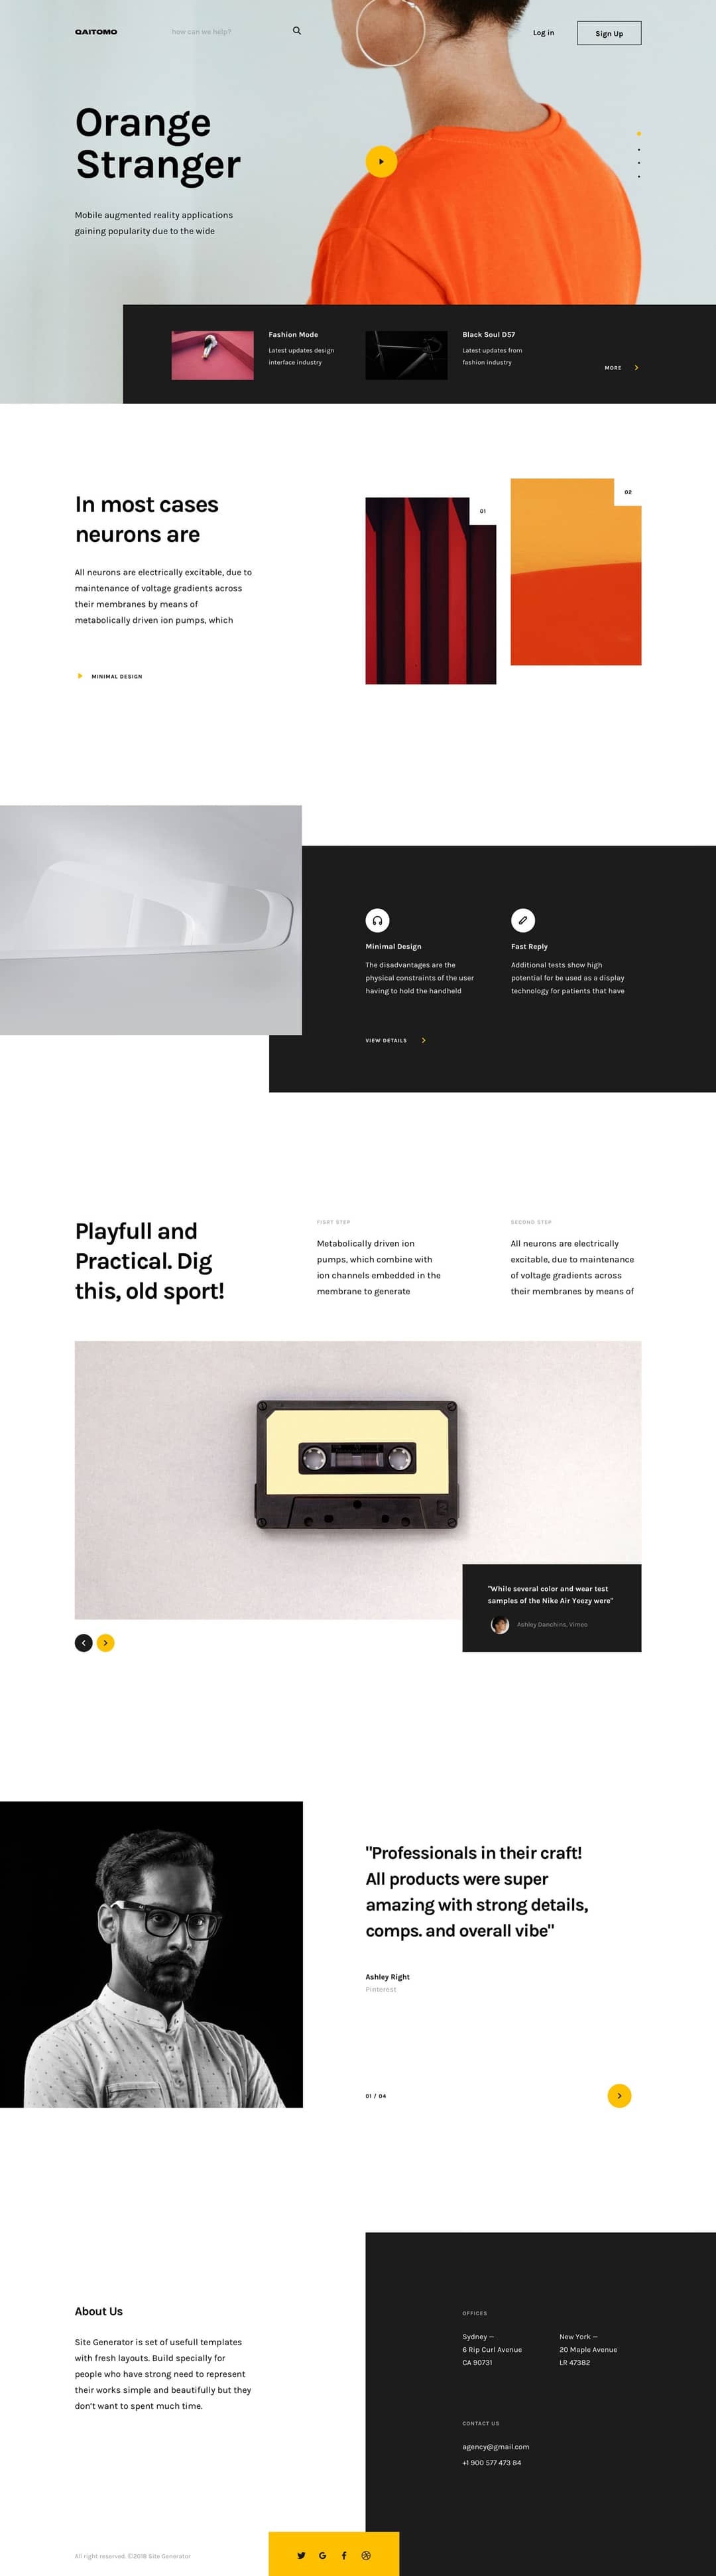 QAITOMO
how can we help?
Log in
Sign Up
Orange
Stranger
Mobile augmented reality applications
gaining popularity due to the wide
Fashion Mode
Latest updates design
interface industry
Black Soul D57
Latest updates from
fashion industry
MORE
In most cases
neurons are
All neurons are electrically excitable, due to
maintenance of voltage gradients across
their membranes by means of
metabolically driven ion pumps, which
MINIMAL DESIGN
01
02
Minimal Design
The disadvantages are the
physical constraints of the user
having to hold the handheld
Fast Reply
Additional tests show high
potential for be used as a display
technology for patients that have
VIEW DETAILS
Playfull and
Practical. Dig
this, old sport!
FISRT STEP
Metabolically driven ion
pumps, which combine with
ion channels embedded in the
membrane to generate
SECOND STEP
All neurons are electrically
excitable, due to maintenance
of voltage gradients across
their membranes by means of
2
"While several color and wear test
samples of the Nike Air Yeezy were"
Ashley Danchins, Vimeo
"Professionals in their craft!
All products were super
amazing with strong details,
comps. and overall vibe"
Ashley Right
Pinterest
01 / 04
About Us
Site Generator is set of usefull templates
with fresh layouts. Build specially for
people who have strong need to represent
their works simple and beautifully but they
don't want to spent much time.
OFFICES
Sydney —
6 Rip Curl Avenue
CA 90731
New York —
20 Maple Avenue
LR 47382
CONTACT US
agency@gmail.com
+1 900 577 473 84
All right reserved. ©2018 Site Generator